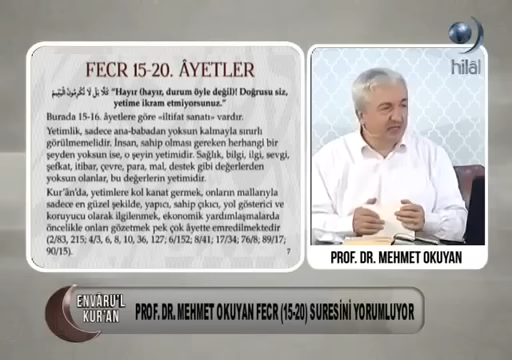 hilâl
FECR 15-20. ÂYETLER
كَلَّا بَل لَا تُكْرِمُونَ الْيَتِيمَ "Hayır (hayır, durum öyle değil)! Doğrusu siz,
yetime ikram etmiyorsunuz."
Burada 15-16. âyetlere göre «iltifat sanatı» vardır.
Yetimlik, sadece ana-babadan yoksun kalmayla sınırlı
görülmemelidir. İnsan, sahip olması gereken herhangi bir
şeyden yoksun ise, o şeyin yetimidir. Sağlık, bilgi, ilgi, sevgi,
şefkat, itibar, çevre, para, mal, destek gibi değerlerden
yoksun olanlar, bu değerlerin yetimidir.
Kur'ân'da, yetimlere kol kanat germek, onların mallarıyla
sadece en güzel şekilde, yapıcı, sahip çıkıcı, yol gösterici ve
koruyucu olarak ilgilenmek, ekonomik yardımlaşmalarda
öncelikle onları gözetmek pek çok âyette emredilmektedir
(2/83, 215; 4/3, 6, 8, 10, 36, 127; 6/152; 8/41; 17/34; 76/8; 89/17;
90/15).
7
PROF. DR. MEHMET OKUYAN
ENVÂRU'L
KUR'ÂN
PROF. DR. MEHMET OKUYAN FECR (15-20) SURESİNİ YORUMLUYOR